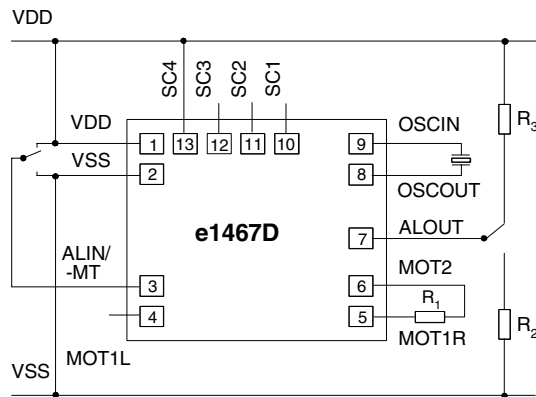 VDD
SC4
SC3
SC2
SC1
VDD
1
13
12
11
10
9
OSCIN
R3
VSS
2
8
OSCOUT
e1467D
7
ALOUT
ALIN/
-MT
3
6
MOT2
R1
4
5
MOT1R
R2
MOT1L
VSS